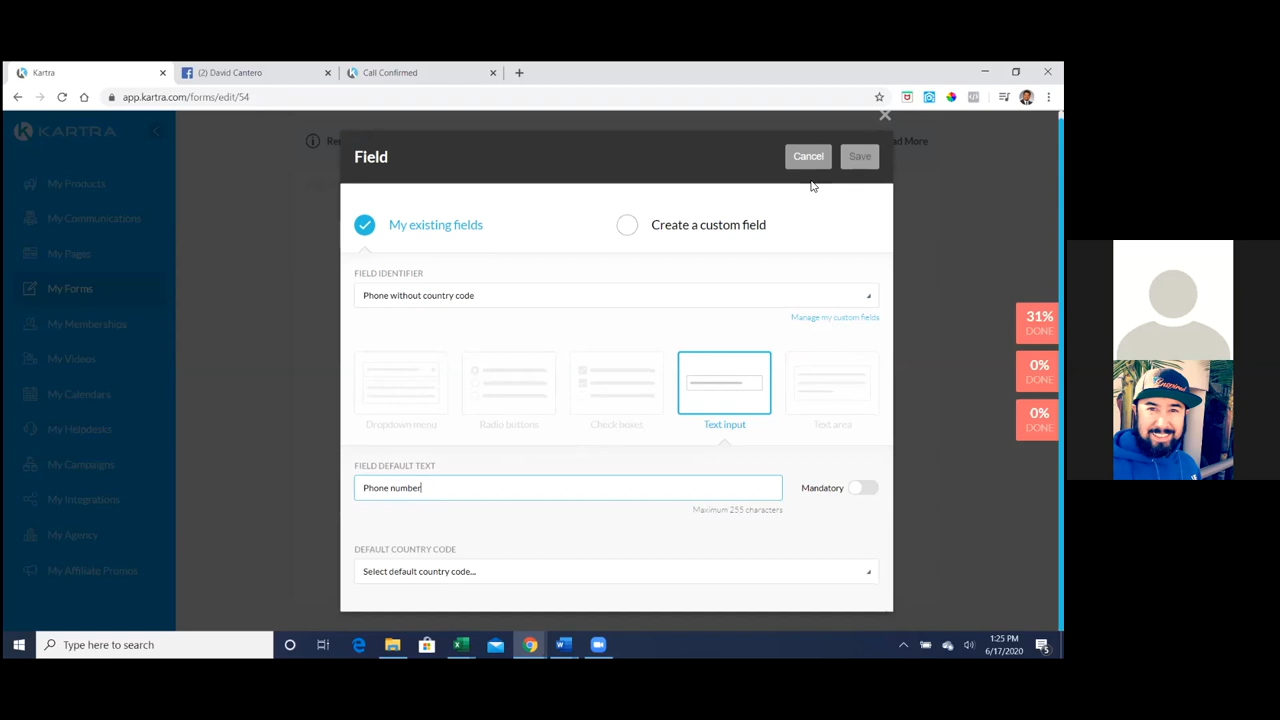 Kartra
(2) David Cantero
Call Confirmed
app.kartra.com/forms/edit/54
KARTRA
My Products
My Communications
My Pages
My Forms
My Memberships
My Videos
My Calendars
My Helpdesks
My Campaigns
My Integrations
My Agency
My Affiliate Promos
ad More
Field
Cancel
Save
My existing fields
Create a custom field
FIELD IDENTIFIER
Phone without country code
Manage my custom fields
Dropdown menu
Radio buttons
Check boxes
Text input
Text area
FIELD DEFAULT TEXT
Phone number
Mandatory
Maximum 255 characters
DEFAULT COUNTRY CODE
Select default country code...
31%
DONE
0%
DONE
0%
DONE
Inspired
Type here to search
1:25 PM
6/17/2020
5